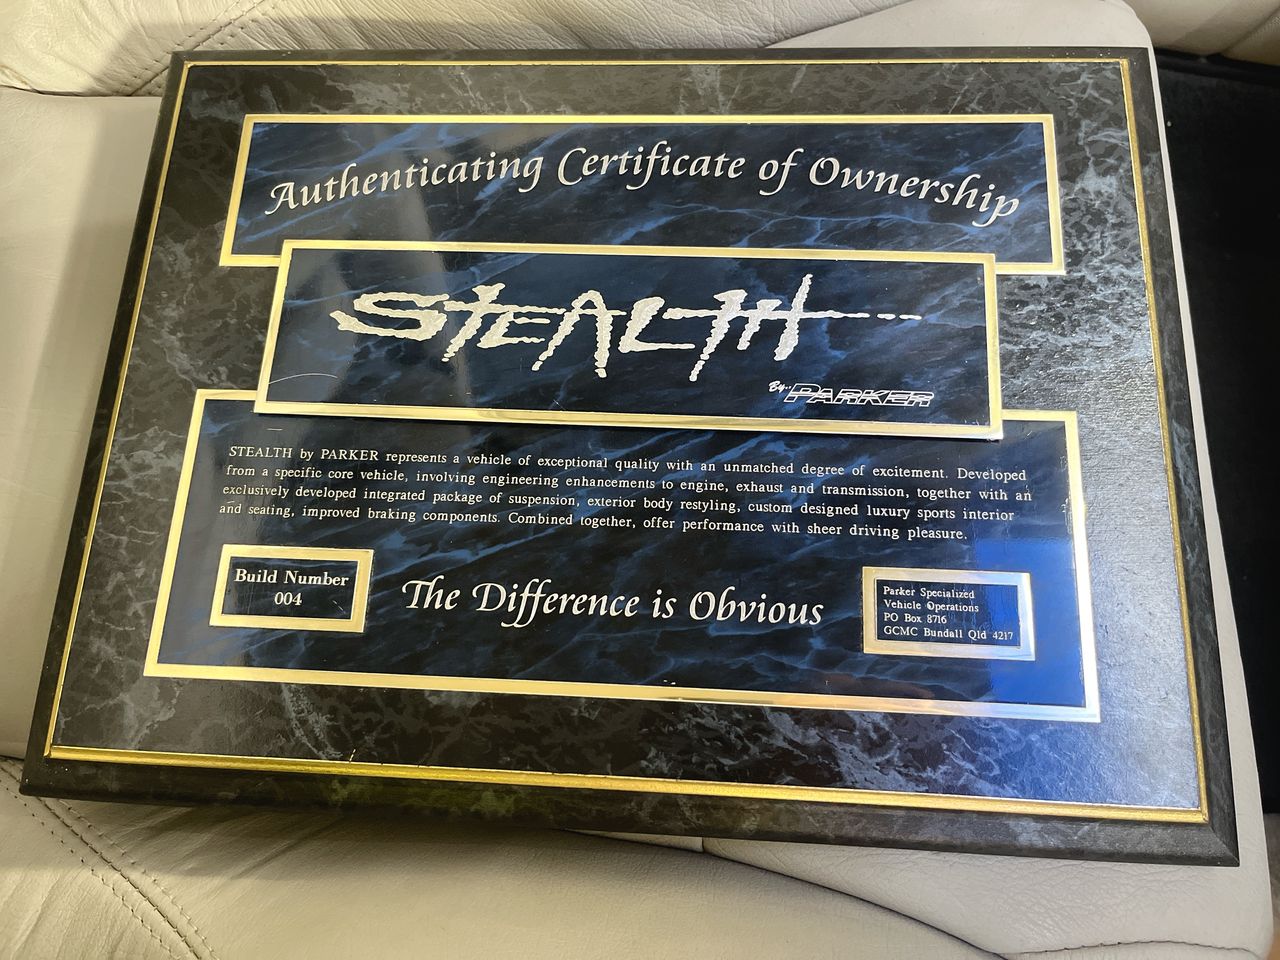 Authenticating Certificate of Ownership
STEALTH
By.. PARKER
STEALTH by PARKER represents a vehicle of exceptional quality with an unmatched degree of excitement. Developed
from a specific core vehicle, involving engineering enhancements to engine, exhaust and transmission, together with an
exclusively developed integrated package of suspension, exterior body restyling, custom designed luxury sports interior
and seating, improved braking components. Combined together, offer performance with sheer driving pleasure.
Build Number
004
The Difference is Obvious
Parker Specialized
Vehicle Operations
PO Box 8716
GCMC Bundall Qld 4217